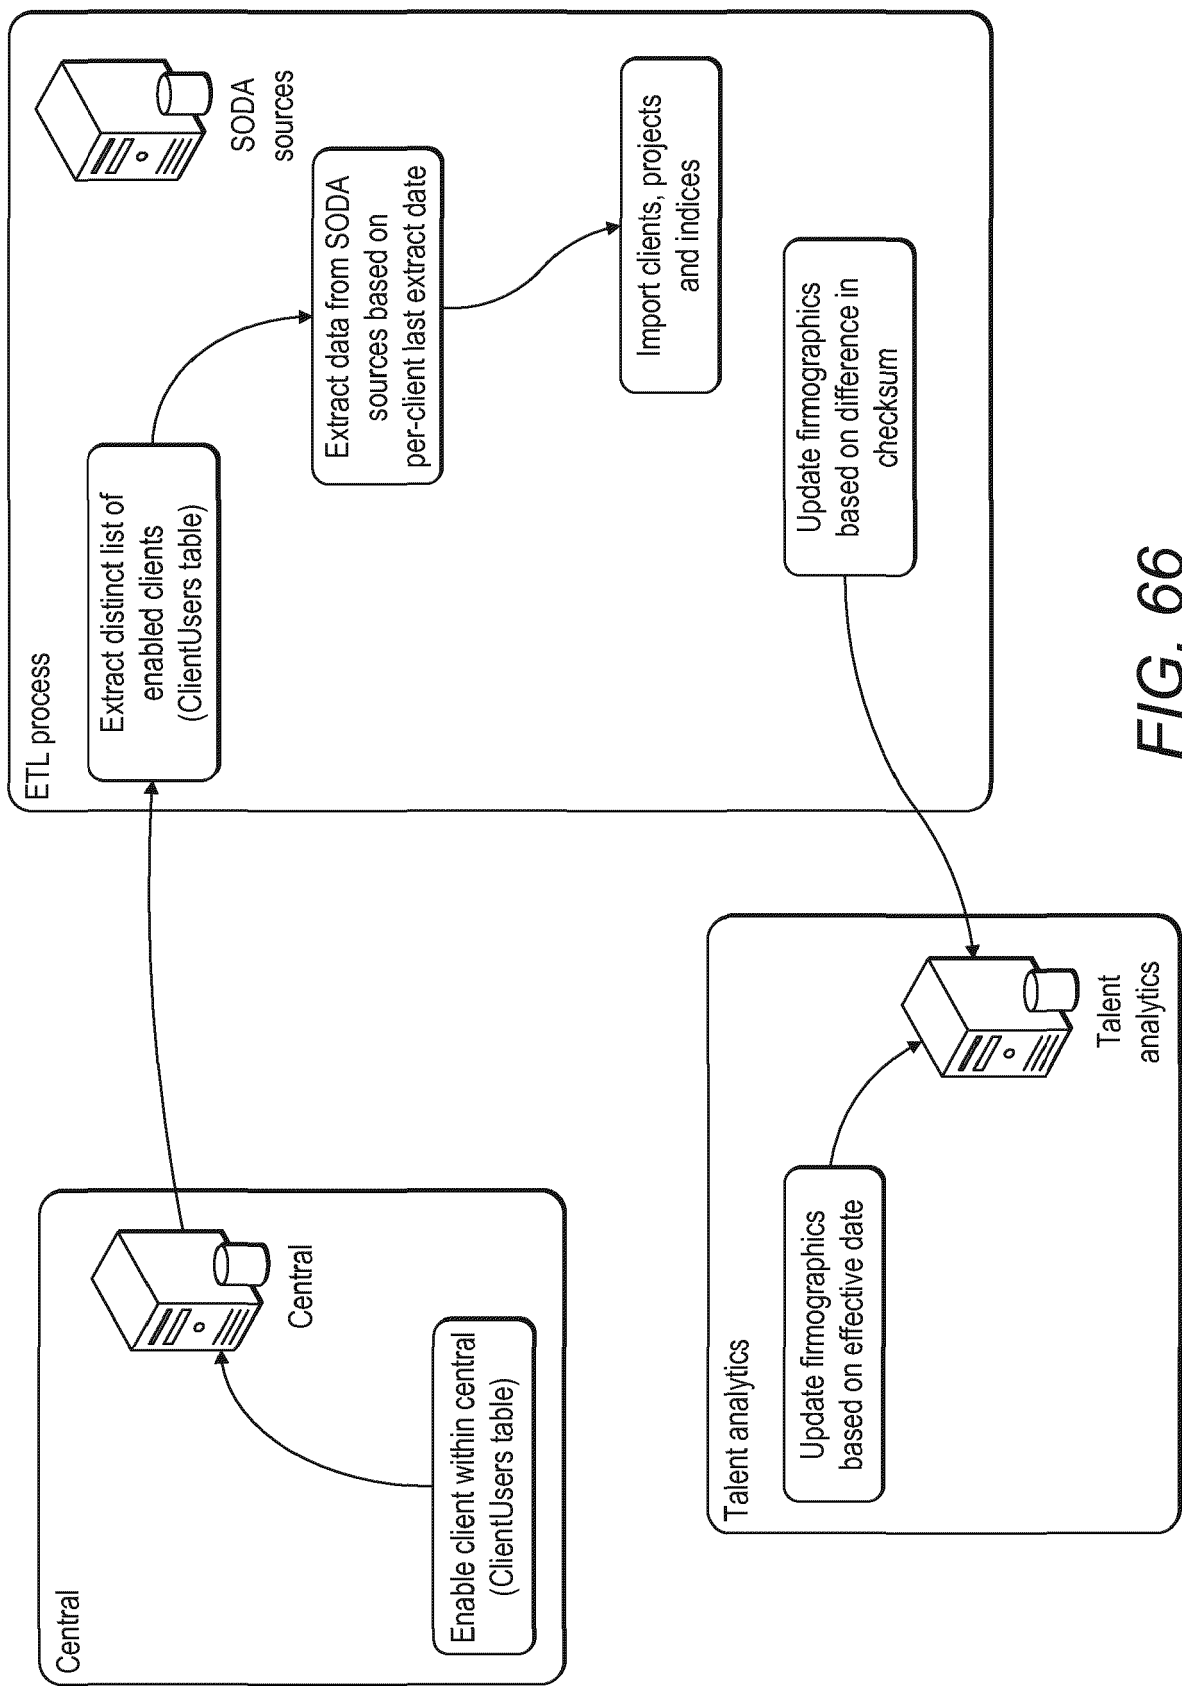 Central
Central
Enable client within central
(ClientUsers table)
ETL process
Extract distinct list of
enabled clients
(ClientUsers table)
SODA
sources
Extract data from SODA
sources based on
per-client last extract date
Import clients, projects
and indices
Update firmographics
based on difference in
checksum
Talent analytics
Update firmographics
based on effective date
Talent
analytics
FIG. 66